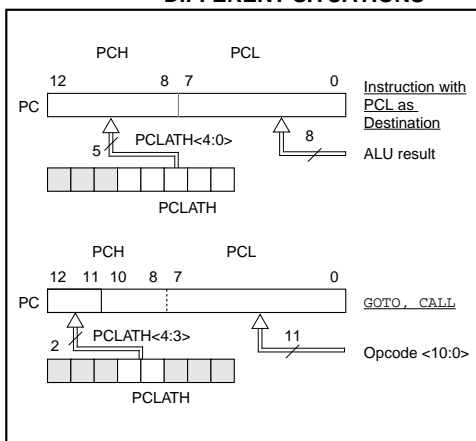 DIFFERENT SITUATIONS
PCH PCL
12 8 7 0
Instruction with
PCL as
Destination
PC
5 PCLATH<4:0> 8
ALU result
PCLATH
PCH PCL
12 11 10 8 7 0
PC
GOTO, CALL
2 PCLATH<4:3> 11
Opcode <10:0>
PCLATH